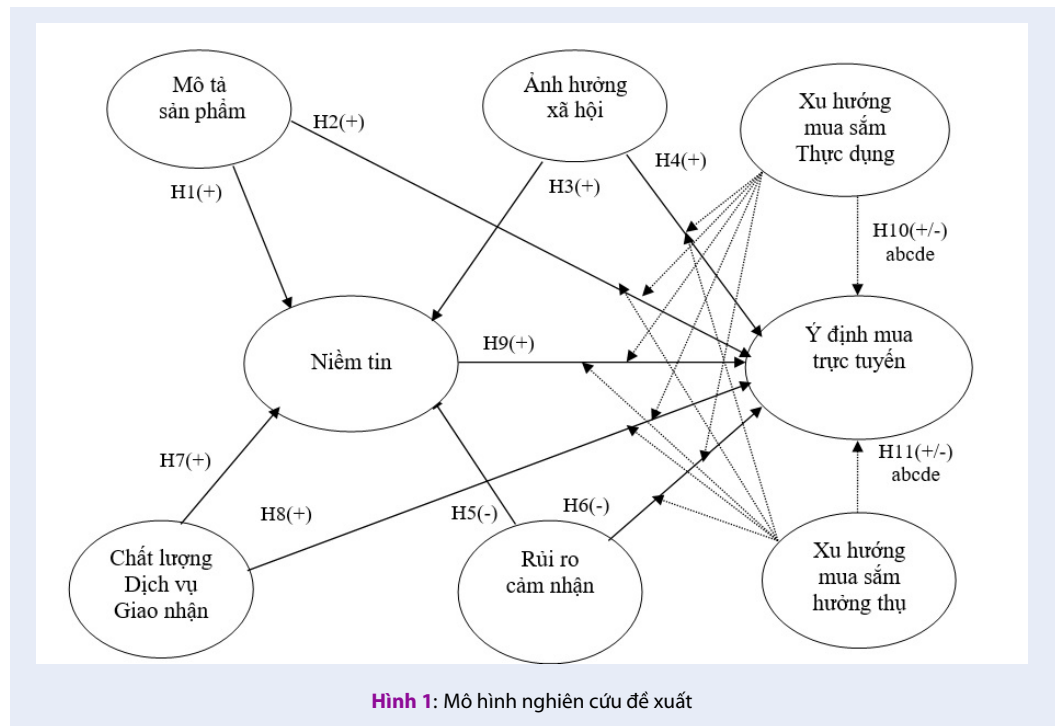 Mô tả
sản phẩm
Ảnh hưởng
xã hội
Xu hướng
mua sắm
Thực dụng
H2(+)
H4(+)
H1(+)
H3(+)
H10(+/-)
abcde
Niềm tin
H9(+)
Ý định mua
trực tuyến
H7(+)
H11(+/-)
abcde
H8(+)
H5(-)
H6(-)
Chất lượng
Dịch vụ
Giao nhận
Rủi ro
cảm nhận
Xu hướng
mua sắm
hưởng thụ
Hình 1: Mô hình nghiên cứu đề xuất